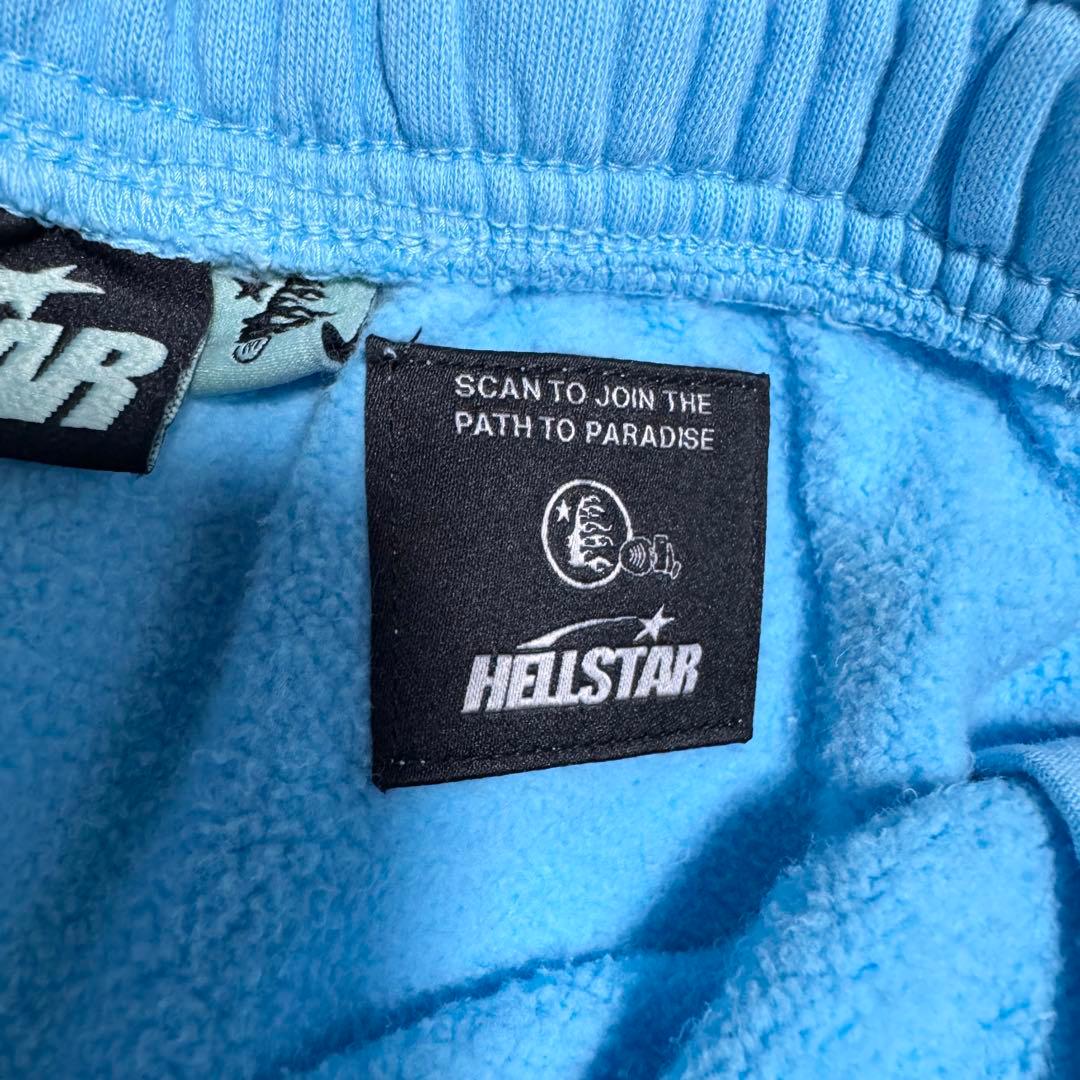 SCAN TO JOIN THE
PATH TO PARADISE
HELLSTAR